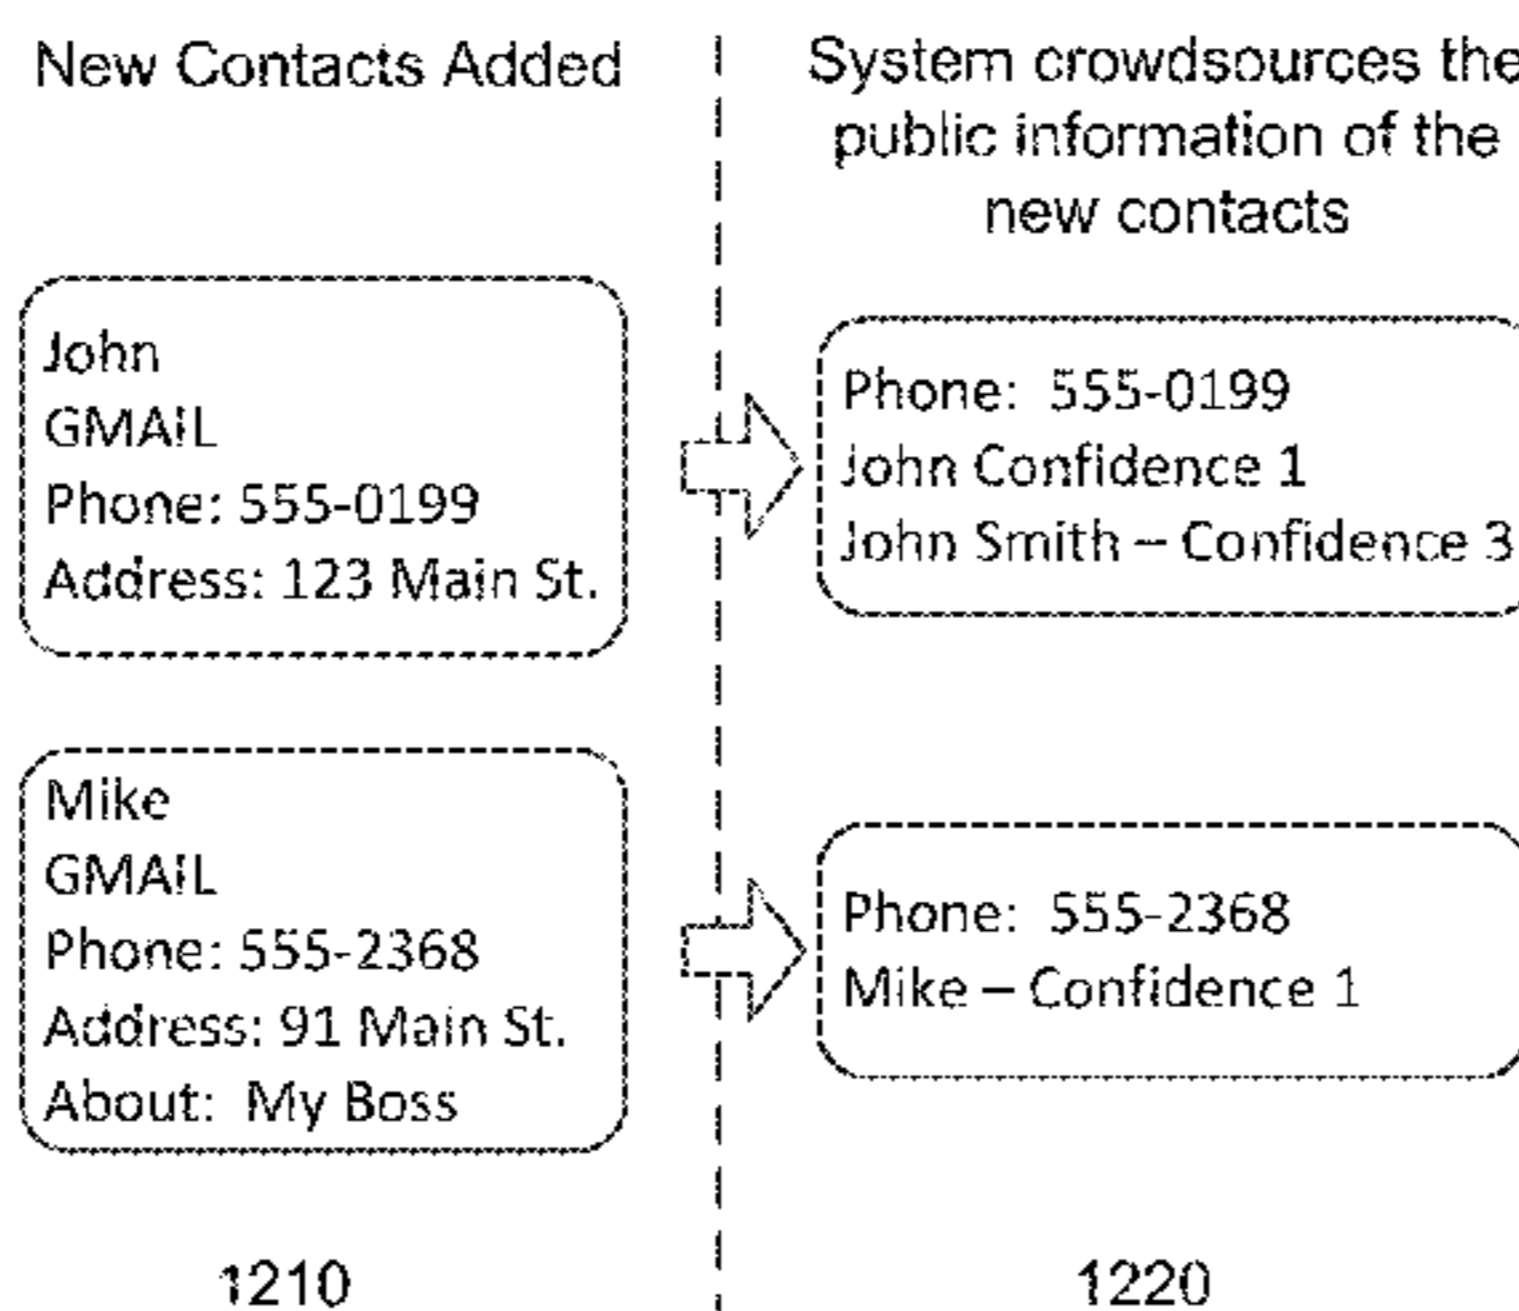 New Contacts Added
System crowdsources the
public information of the
new contacts
John
GMAIL
Phone: 555-0199
Address: 123 Main St.
Phone: 555-0199
John Confidence 1
John Smith – Confidence 3
Mike
GMAIL
Phone: 555-2368
Address: 91 Main St.
About: My Boss
Phone: 555-2368
Mike – Confidence 1
1210
1220